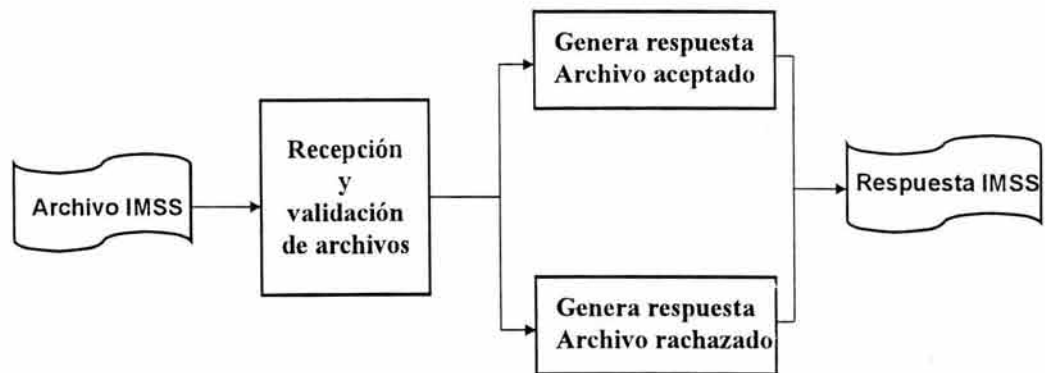 Archivo IMSS
Recepción
y
validación
de archivos
Genera respuesta
Archivo aceptado
Genera respuesta
Archivo rachazado
Respuesta IMSS